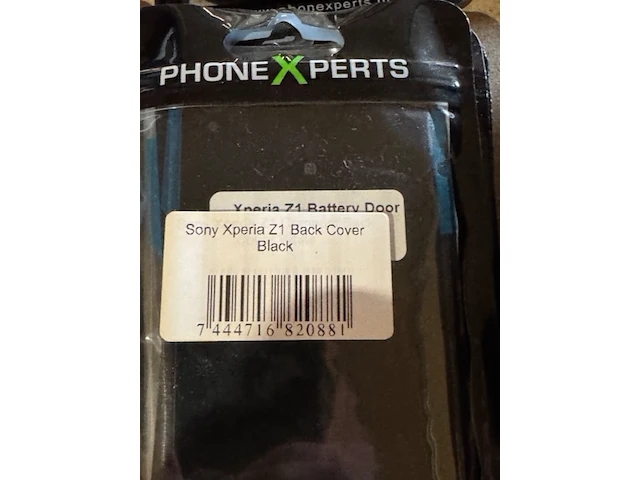 PHONEXPERTS
Xperia Z1 Battery Door
Sony Xperia Z1 Back Cover
Black
7 444716 820881